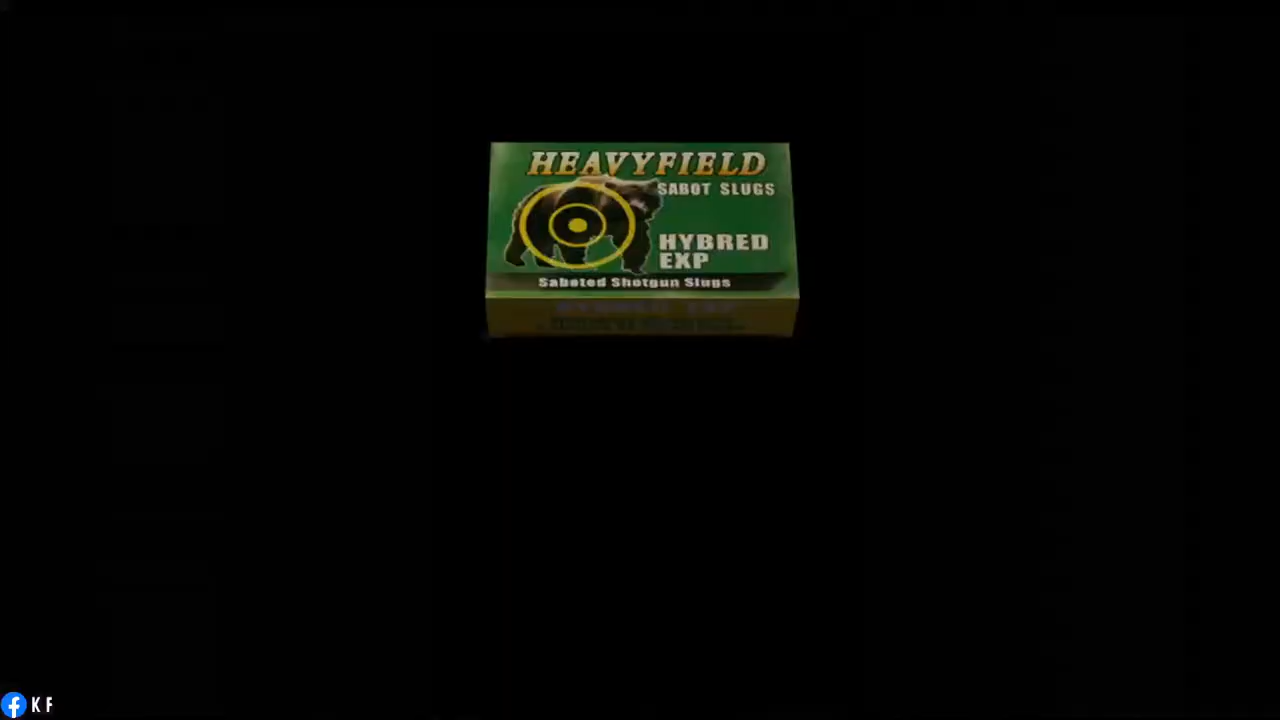 HEAVYFIELD
SABOT SLUGS
HYBRED
EXP
Saboted Shotgun Slugs
K F